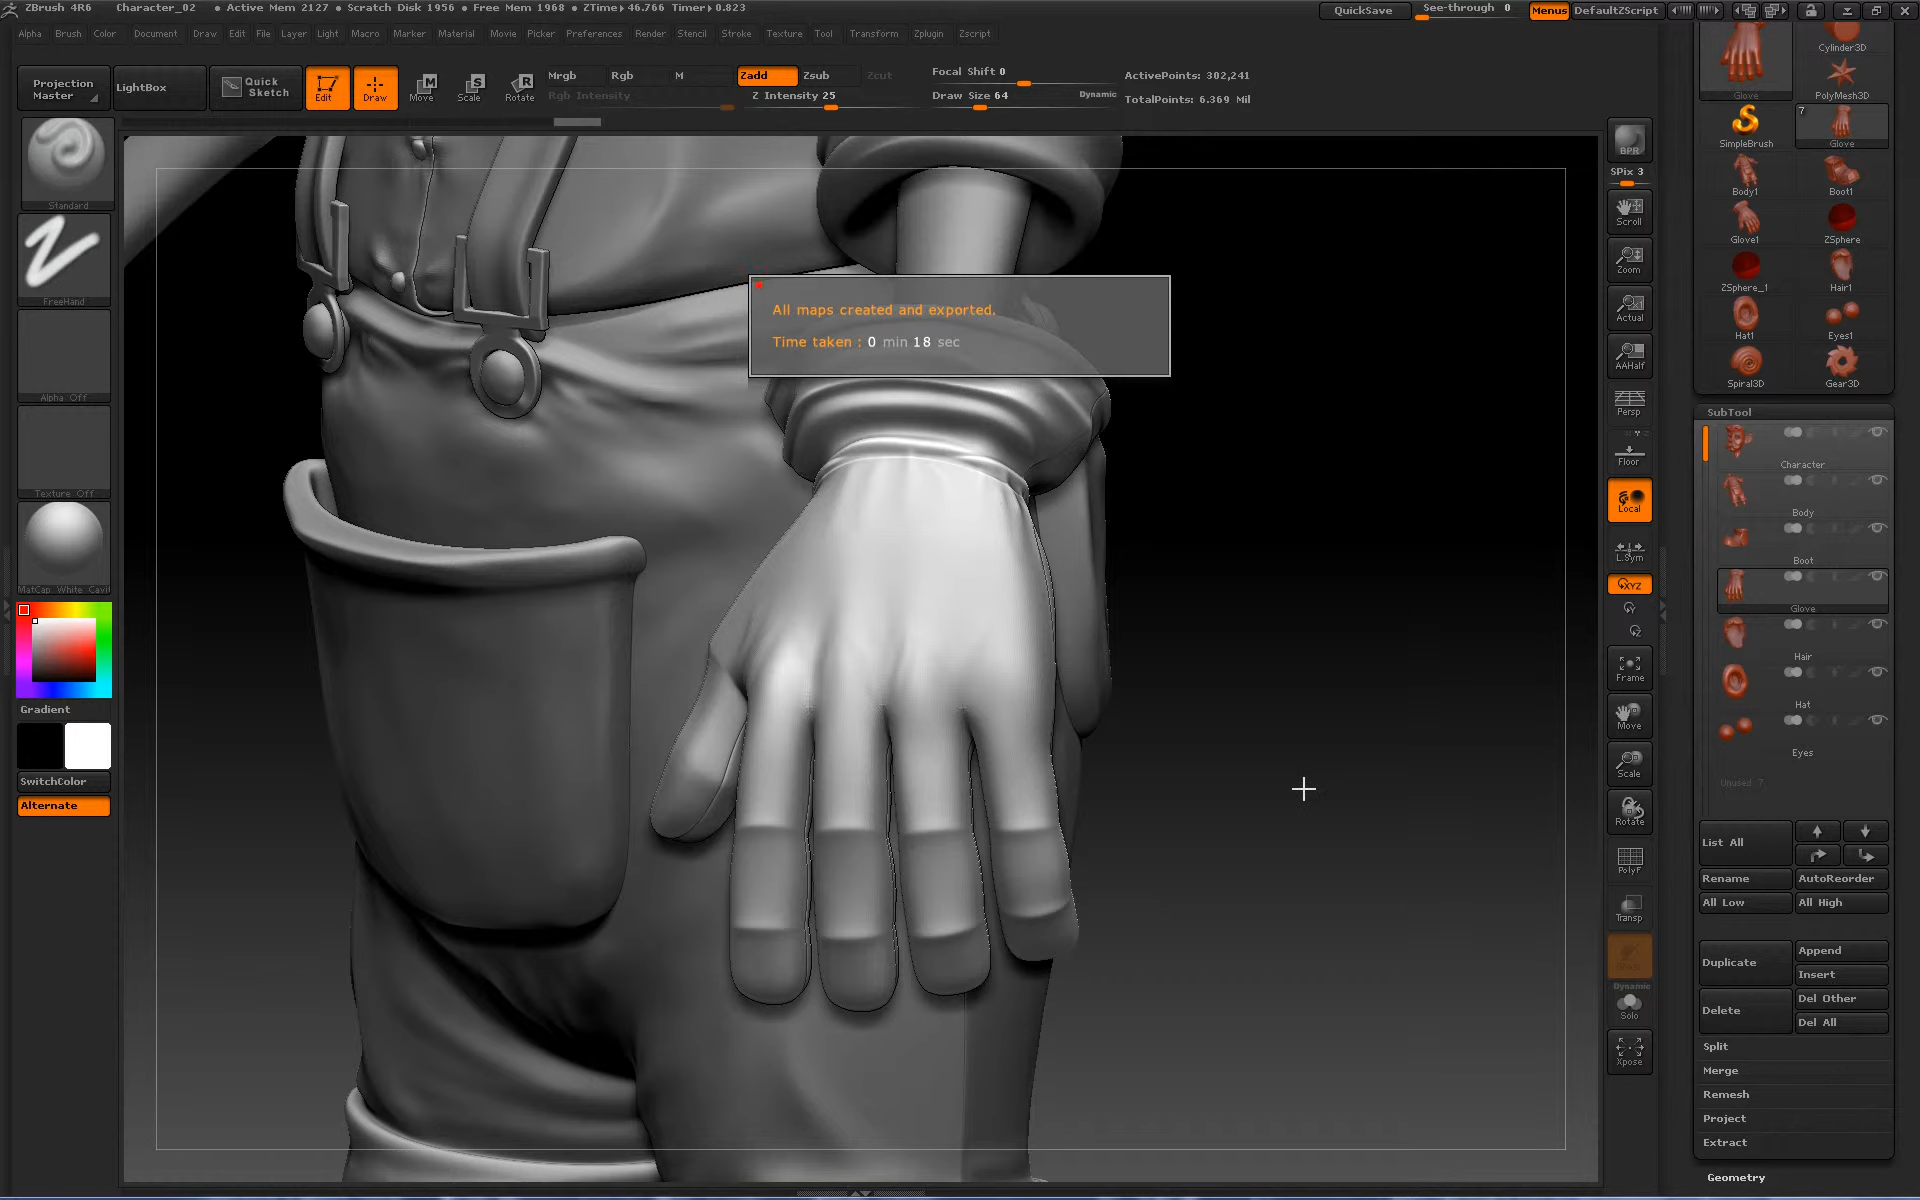 ZBrush 4R6 Character_02 • Active Mem 2127 • Scratch Disk 1956 • Free Mem 1968 • ZTime▸46.766 Timer▸0.823
QuickSave See-through 0 Menus DefaultZScript
Alpha Brush Color Document Draw Edit File Layer Light Macro Marker Material Movie Picker Preferences Render Stencil Stroke Texture Tool Transform Zplugin Zscript
Projection Master
LightBox
Quick Sketch
Edit
Draw
Move
Scale
Rotate
Mrgb Rgb M
Rgb Intensity
Zadd Zsub Zcut
Z Intensity 25
Focal Shift 0
Draw Size 64 Dynamic
ActivePoints: 302,241
TotalPoints: 6.369 Mil
Standard
FreeHand
Alpha Off
Texture Off
MatCap White Cavi
Gradient
SwitchColor
Alternate
All maps created and exported.
Time taken : 0 min 18 sec
BPR
SPix 3
Scroll
Zoom
Actual
AAHalf
Persp
Floor
Local
L.Sym
XYZ
Y
Z
Frame
Move
Scale
Rotate
PolyF
Transp
Dynamic
Solo
Xpose
Glove
Cylinder3D
PolyMesh3D
SimpleBrush
7
Glove
Body1
Boot1
Glove1
ZSphere
ZSphere_1
Hair1
Hat1
Eyes1
Spiral3D
Gear3D
SubTool
Character
Body
Boot
Glove
Hair
Hat
Eyes
Unused 7
List All
Rename AutoReorder
All Low All High
Duplicate
Append
Insert
Delete
Del Other
Del All
Split
Merge
Remesh
Project
Extract
Geometry